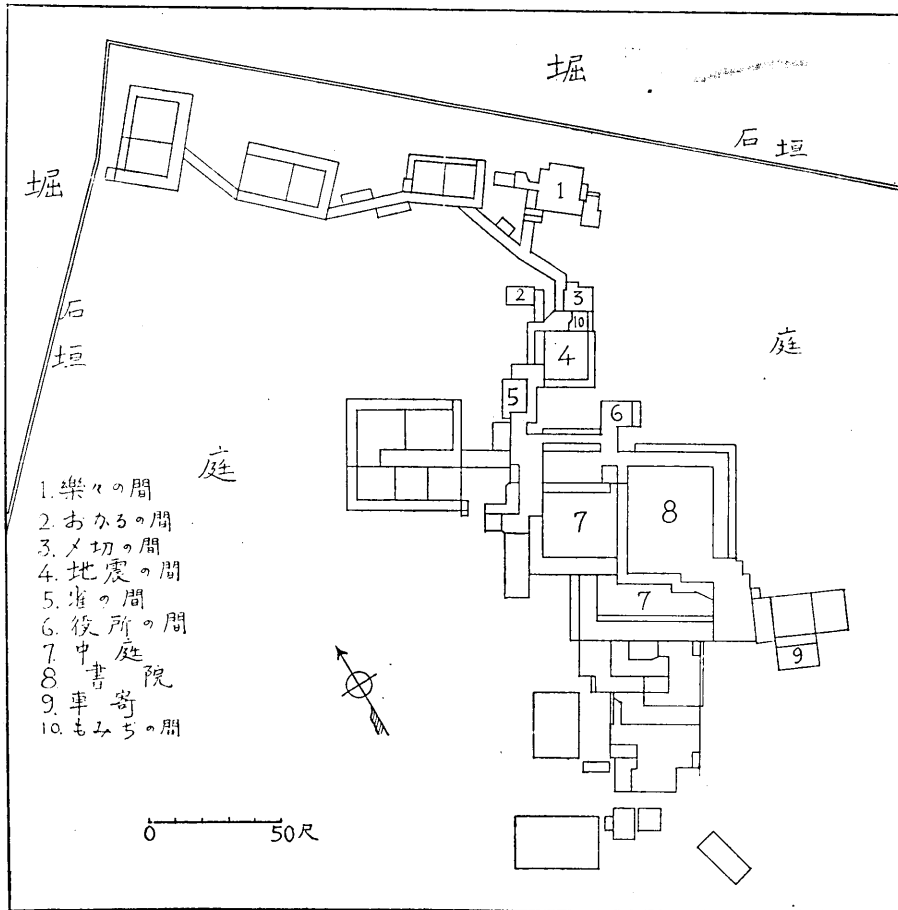 堀
石垣
堀
石垣
庭
庭
1
2
3
10
4
5
6
7
8
7
9
1. 樂々の間
2. おかるの間
3. 〆切の間
4. 地震の間
5. 雀の間
6. 役所の間
7. 中庭
8. 書院
9. 車寄
10. もみぢの間
0 50尺